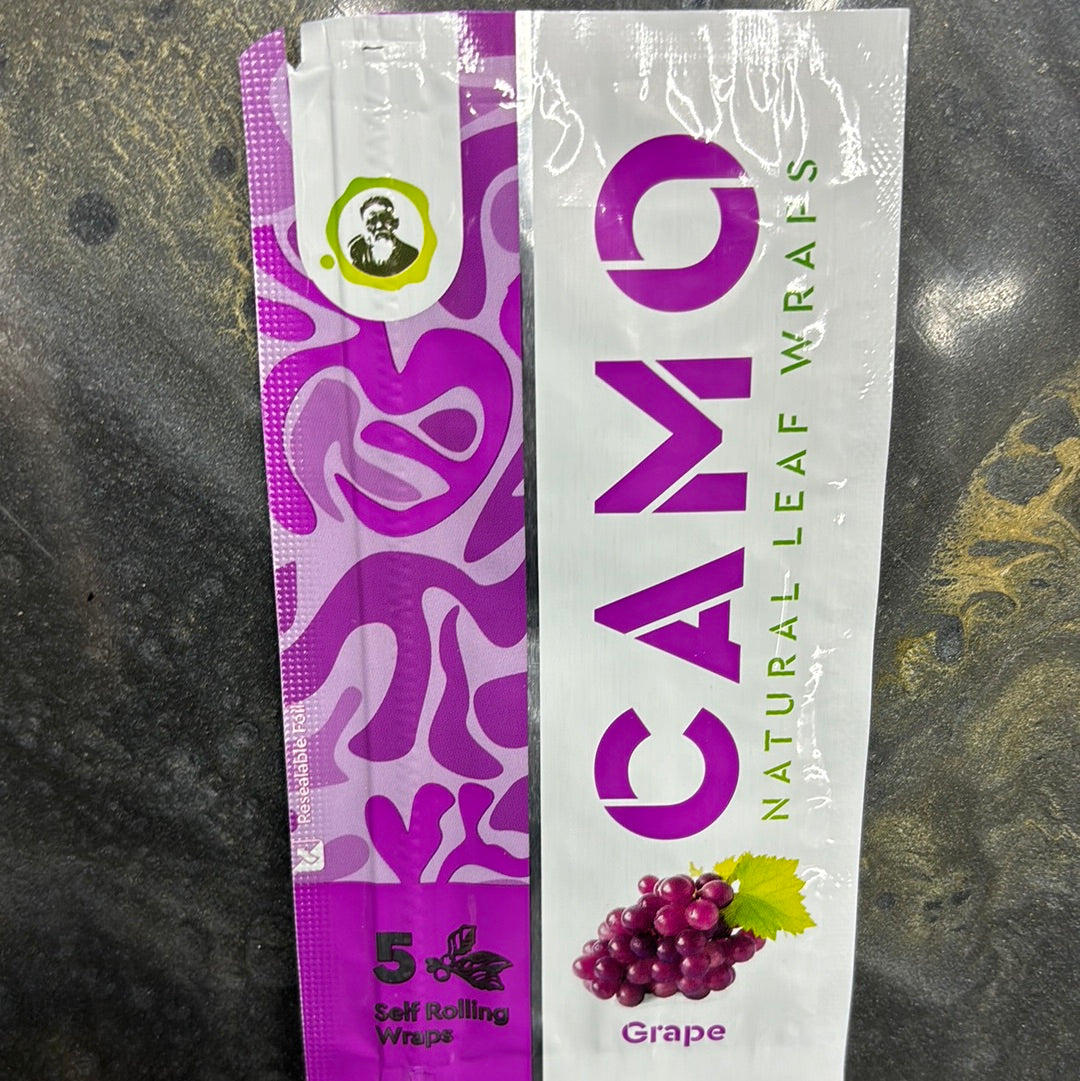 CAMO
NATURAL LEAF WRAPS
Grape
Resealable Foil
5
Self Rolling
Wraps